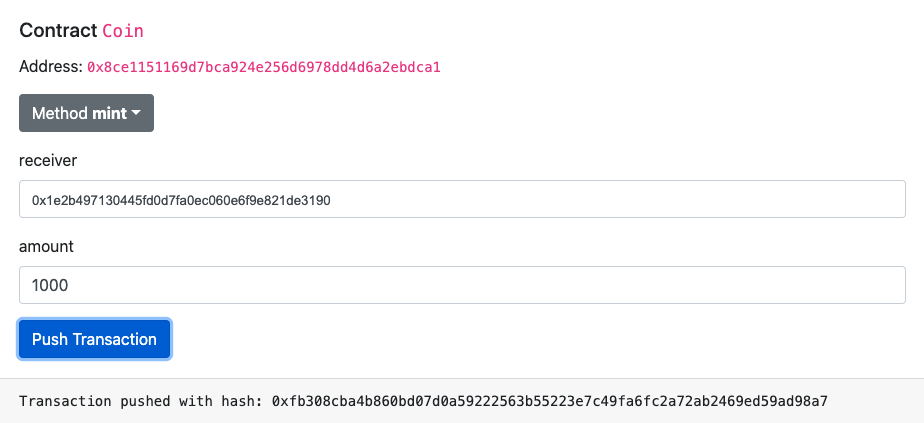 Contract Coin
Address: 0x8ce1151169d7bca924e256d6978dd4d6a2ebdca1
Method mint
receiver
0x1e2b497130445fd0d7fa0ec060e6f9e821de3190
amount
1000
Push Transaction
Transaction pushed with hash: 0xfb308cba4b860bd07d0a59222563b55223e7c49fa6fc2a72ab2469ed59ad98a7